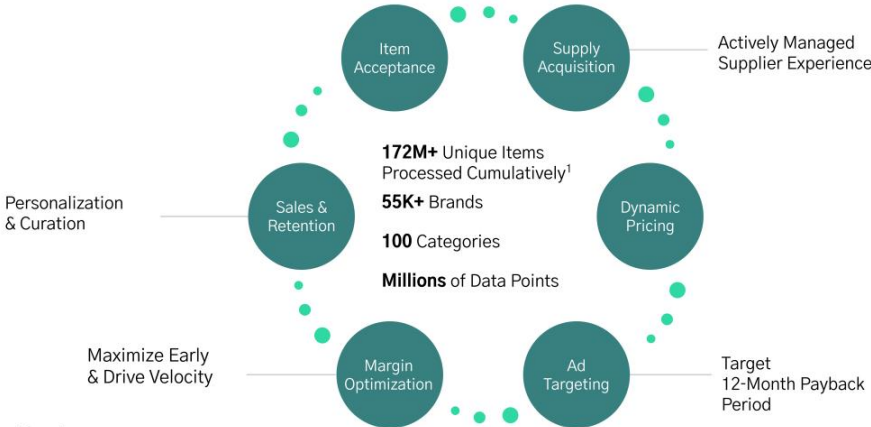 Item
Acceptance
Supply
Acquisition
Actively Managed
Supplier Experience
172M+ Unique Items
Processed Cumulatively1
55K+ Brands
100 Categories
Millions of Data Points
Personalization
& Curation
Sales &
Retention
Dynamic
Pricing
Maximize Early
& Drive Velocity
Margin
Optimization
Ad
Targeting
Target
12-Month Payback
Period